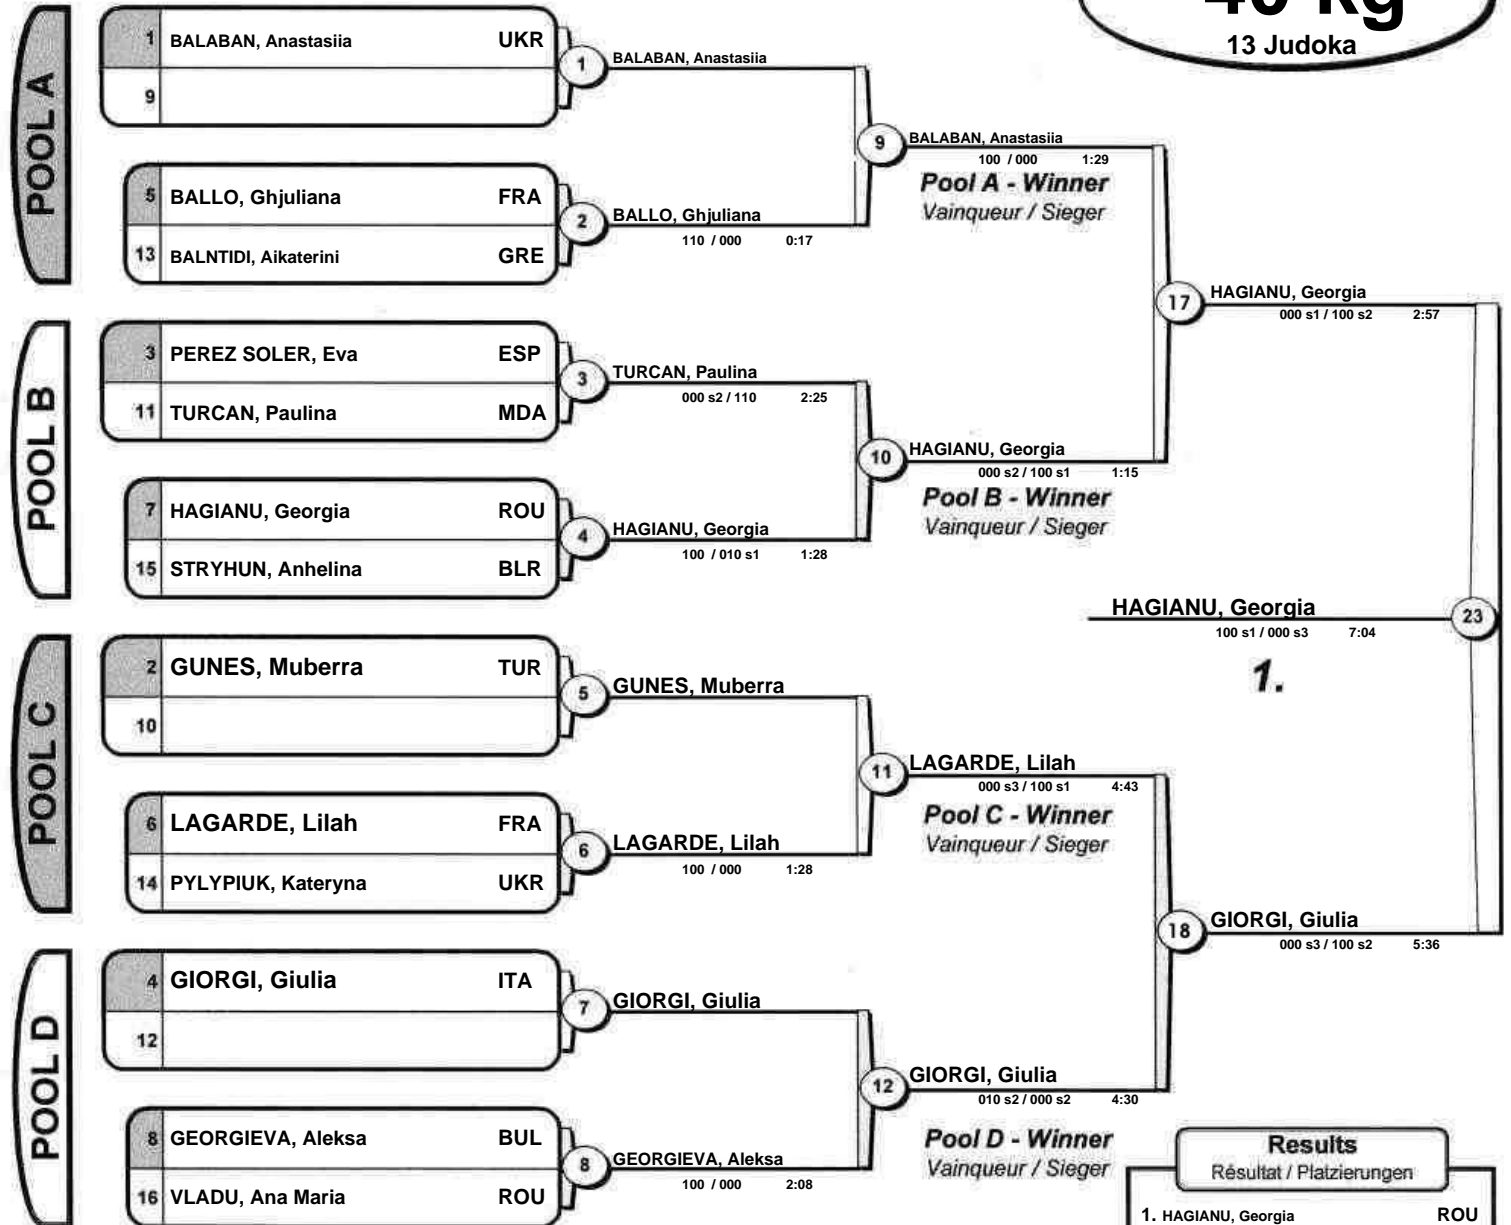 40 kg
13 Judoka
POOL A
1 BALABAN, Anastasiia UKR
9
5 BALLO, Ghjuliana FRA
13 BALNTIDI, Aikaterini GRE
1 BALABAN, Anastasiia
2 BALLO, Ghjuliana
110 / 000 0:17
9 BALABAN, Anastasiia
100 / 000 1:29
Pool A - Winner
Vainqueur / Sieger
POOL B
3 PEREZ SOLER, Eva ESP
11 TURCAN, Paulina MDA
7 HAGIANU, Georgia ROU
15 STRYHUN, Anhelina BLR
3 TURCAN, Paulina
000 s2 / 110 2:25
4 HAGIANU, Georgia
100 / 010 s1 1:28
10 HAGIANU, Georgia
000 s2 / 100 s1 1:15
Pool B - Winner
Vainqueur / Sieger
17 HAGIANU, Georgia
000 s1 / 100 s2 2:57
HAGIANU, Georgia 23
100 s1 / 000 s3 7:04
1.
POOL C
2 GUNES, Muberra TUR
10
6 LAGARDE, Lilah FRA
14 PYLYPIUK, Kateryna UKR
5 GUNES, Muberra
6 LAGARDE, Lilah
100 / 000 1:28
11 LAGARDE, Lilah
000 s3 / 100 s1 4:43
Pool C - Winner
Vainqueur / Sieger
18 GIORGI, Giulia
000 s3 / 100 s2 5:36
POOL D
4 GIORGI, Giulia ITA
12
8 GEORGIEVA, Aleksa BUL
16 VLADU, Ana Maria ROU
7 GIORGI, Giulia
8 GEORGIEVA, Aleksa
100 / 000 2:08
12 GIORGI, Giulia
010 s2 / 000 s2 4:30
Pool D - Winner
Vainqueur / Sieger
Results
Résultat / Platzierungen
1. HAGIANU, Georgia ROU